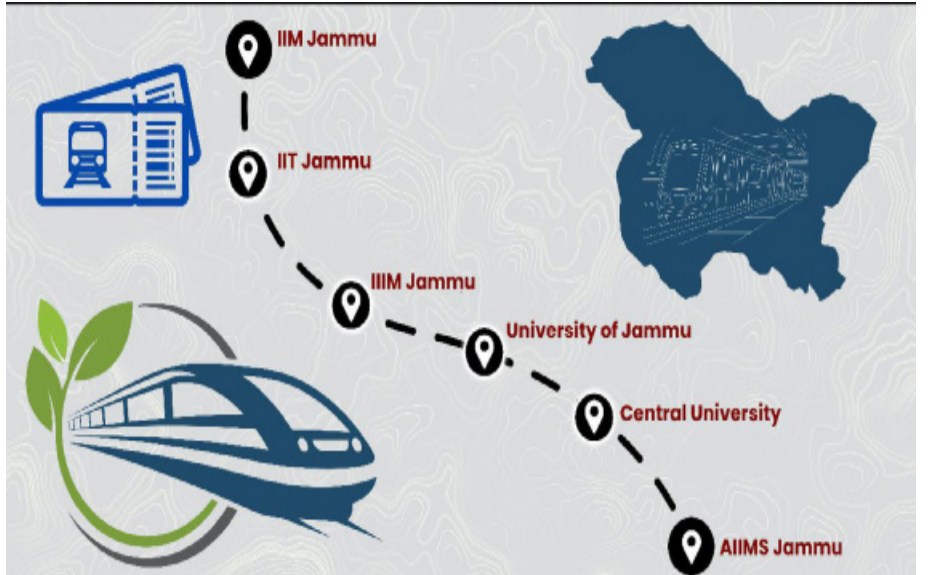 IIM Jammu
IIT Jammu
IIIM Jammu
University of Jammu
Central University
AIIMS Jammu